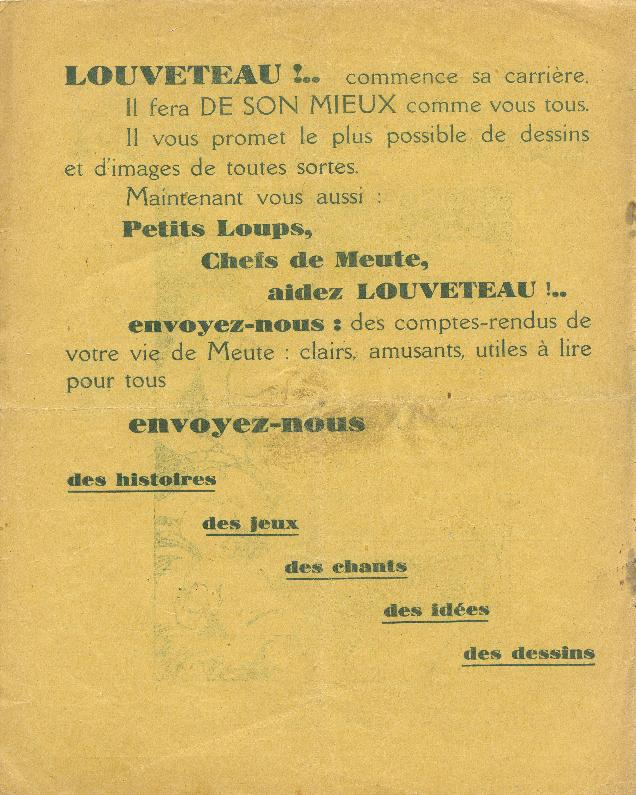 LOUVETEAU !.. commence sa carrière.
Il fera DE SON MIEUX comme vous tous.
Il vous promet le plus possible de dessins
et d'images de toutes sortes.
Maintenant vous aussi :
Petits Loups,
Chefs de Meute,
aidez LOUVETEAU !..
envoyez-nous : des comptes-rendus de
votre vie de Meute : clairs, amusants, utiles à lire
pour tous
envoyez-nous
des histoires
des jeux
des chants
des idées
des dessins